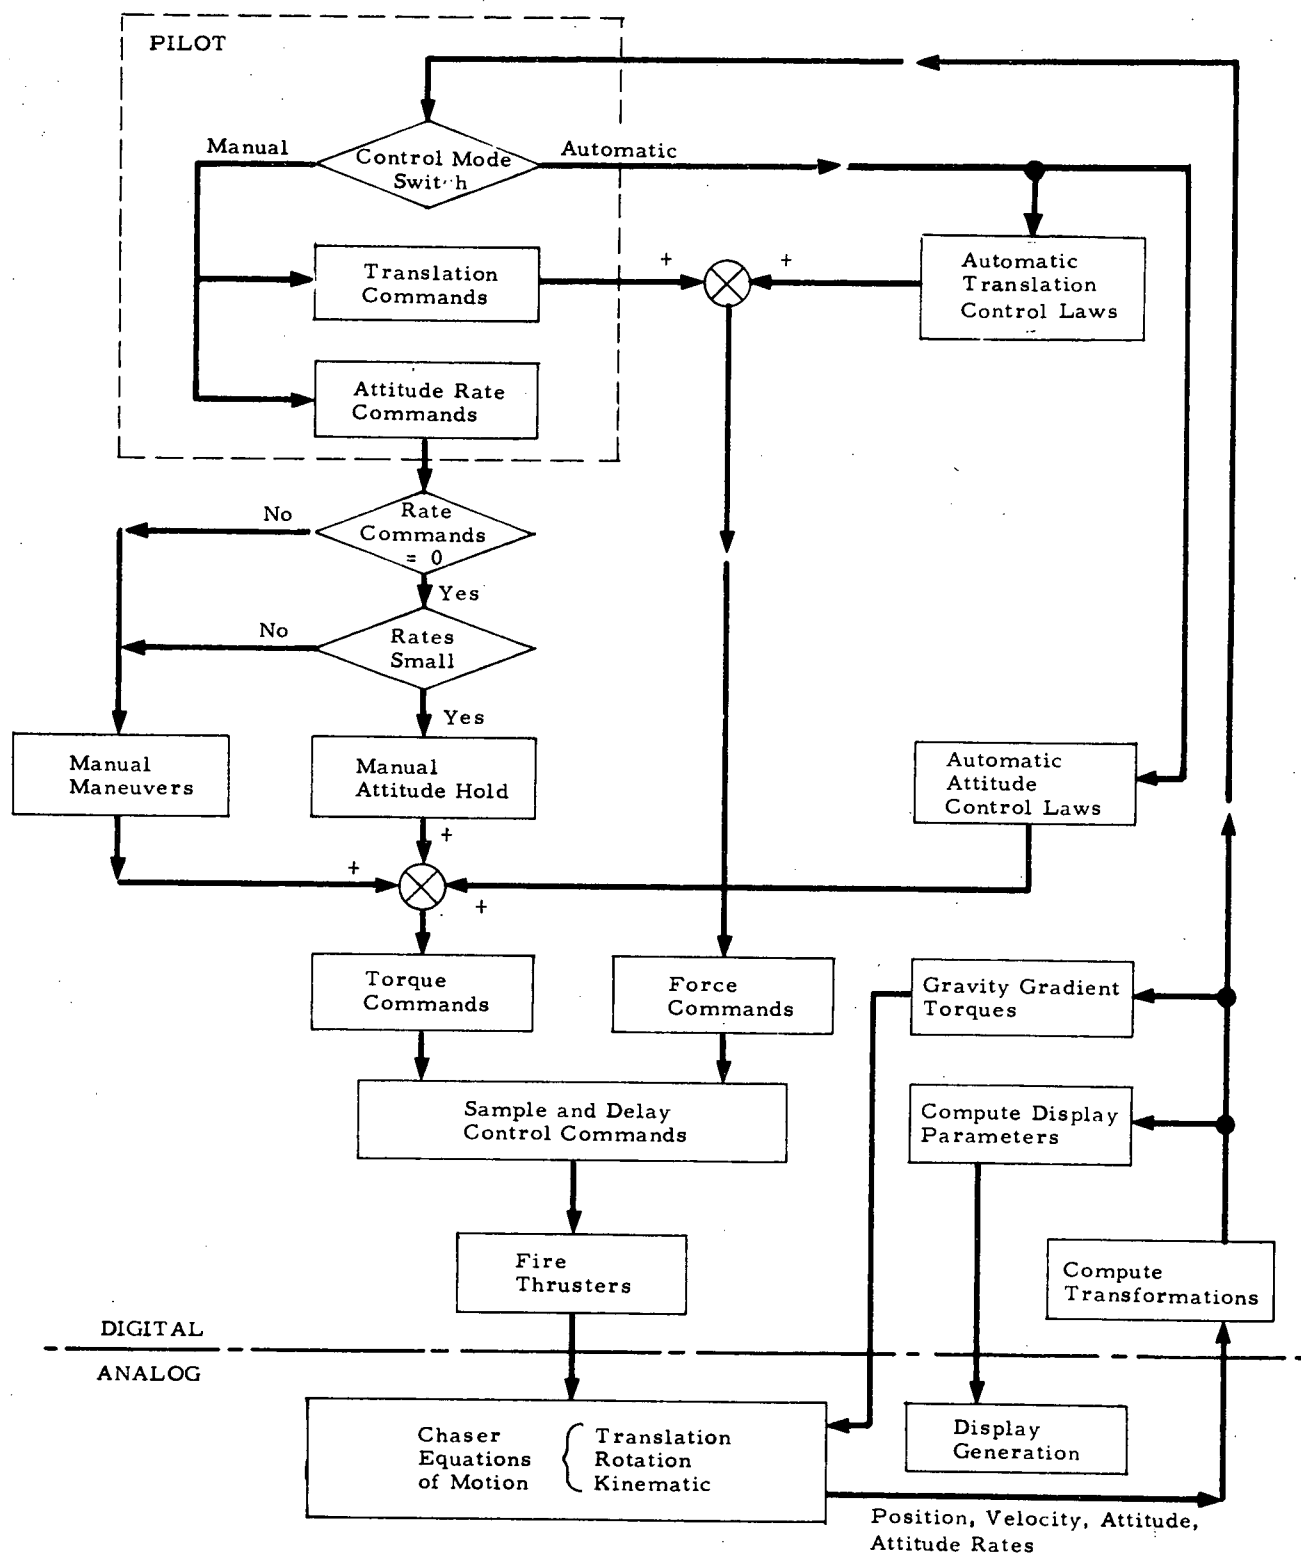 PILOT
Manual
Control Mode
Automatic
Translation
Commands
+
+
Automatic
Translation
Control Laws
Attitude Rate
Commands
No
Rate
Commands
= 0
Yes
No
Rates
Small
Yes
Manual
Maneuvers
Manual
Attitude Hold
Automatic
Attitude
Control Laws
+
+
+
Torque
Commands
Force
Commands
Gravity Gradient
Torques
Sample and Delay
Control Commands
Compute Display
Parameters
Fire
Thrusters
Compute
Transformations
DIGITAL
ANALOG
Chaser
Equations
of Motion
Translation
Rotation
Kinematic
Display
Generation
Position, Velocity, Attitude,
Attitude Rates